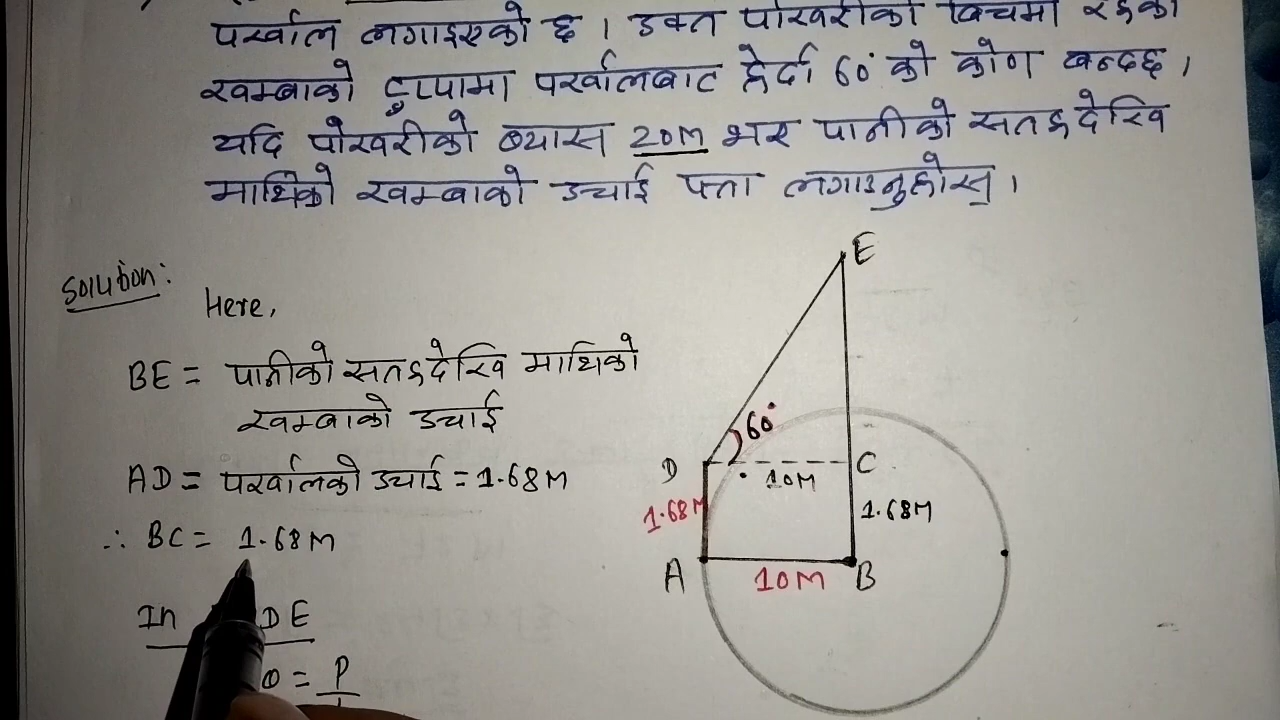 पर्खाल लगाइएको छ । उक्त पोखरीको बिचमा रहेको
खम्बाको टुप्पामा पर्खालबाट हेर्दा 60° को कोण बन्दछ ।
यदि पोखरीको ब्यास 20M भए पानीको सतहदेखि
माथिको खम्बाको उचाई पत्ता लगाउनुहोस् ।
Solution:
Here,
BE = पानीको सतहदेखि माथिको
खम्बाको उचाई
AD = पर्खालको उचाई = 1.68M
∴ BC = 1.68M
In DE
θ = P
E
60°
D 10M C
1.68M 1.68M
A 10M B